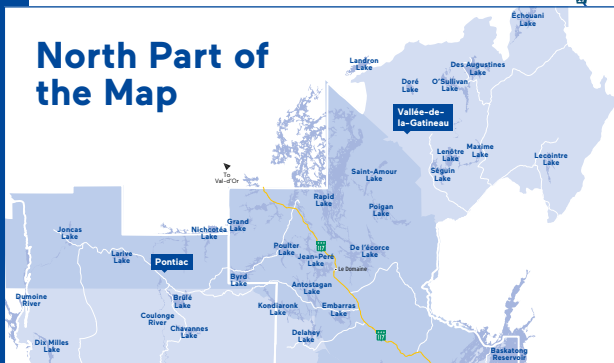 North Part of
the Map
Échouani
Lake
Landron
Lake
Des Augustines
Lake
Doré
Lake
O'Sullivan
Lake
Vallée-de-
la-Gatineau
Lenôtre
Lake
Maxime
Lake
Lecointre
Lake
Séguin
Lake
To
Val-d'Or
Saint-Amour
Lake
Rapid
Lake
Poigan
Lake
Joncas
Lake
Nichcotéa
Lake
Grand
Lake
Larive
Lake
Pontiac
Poulter
Lake
117
Jean-Peré
Lake
De l'écorce
Lake
Le Domaine
Byrd
Lake
Antostagan
Lake
Dumoine
River
Brûlé
Lake
Coulonge
River
Chavannes
Lake
Kondiaronk
Lake
Embarras
Lake
Delahey
Lake
117
Dix Milles
Lake
Baskatong
Reservoir